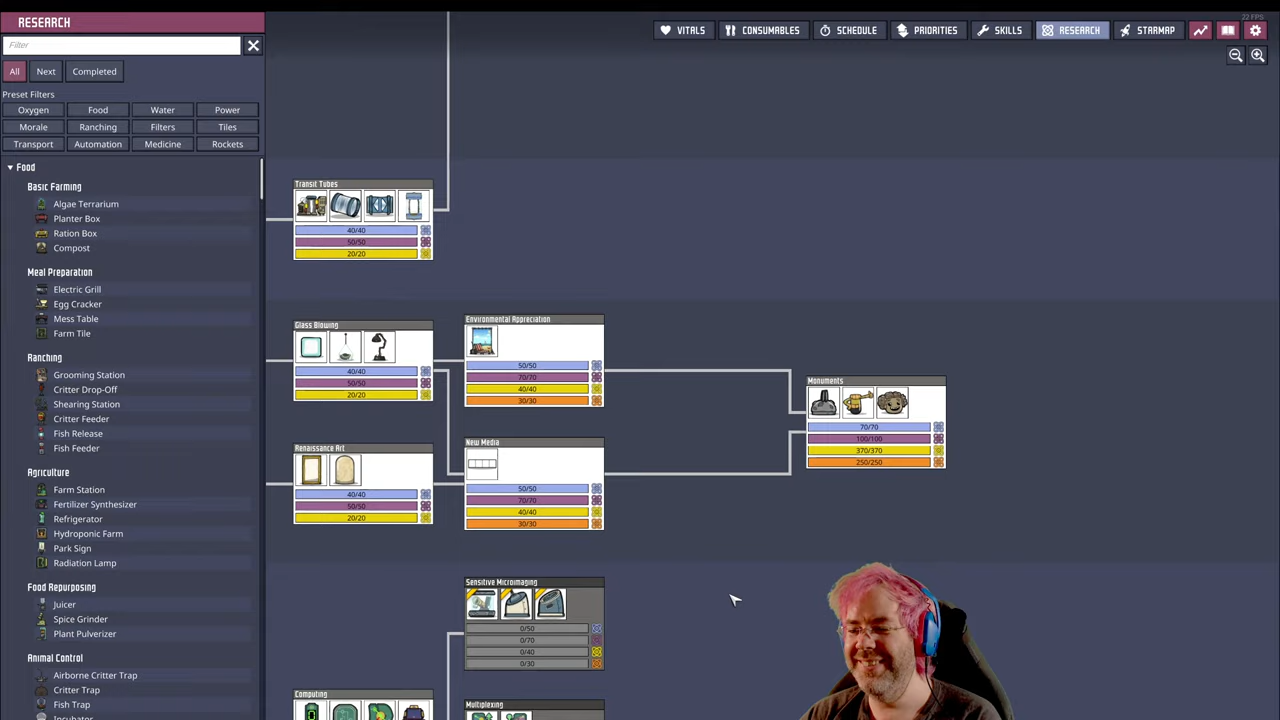 RESEARCH
22 FPS
VITALS
CONSUMABLES
SCHEDULE
PRIORITIES
SKILLS
RESEARCH
STARMAP
Filter
All
Next
Completed
Preset Filters
Oxygen
Food
Water
Power
Morale
Ranching
Filters
Tiles
Transport
Automation
Medicine
Rockets
Food
Basic Farming
Algae Terrarium
Planter Box
Ration Box
Compost
Meal Preparation
Electric Grill
Egg Cracker
Mess Table
Farm Tile
Ranching
Grooming Station
Critter Drop-Off
Shearing Station
Critter Feeder
Fish Release
Fish Feeder
Agriculture
Farm Station
Fertilizer Synthesizer
Refrigerator
Hydroponic Farm
Park Sign
Radiation Lamp
Food Repurposing
Juicer
Spice Grinder
Plant Pulverizer
Animal Control
Airborne Critter Trap
Critter Trap
Fish Trap
Incubator
Transit Tubes
40/40
50/50
20/20
Glass Blowing
40/40
50/50
20/20
Environmental Appreciation
50/50
70/70
40/40
30/30
Monuments
70/70
100/100
370/370
250/250
Renaissance Art
40/40
50/50
20/20
New Media
50/50
70/70
40/40
30/30
Sensitive Microimaging
0/50
0/70
0/40
0/30
Computing
Multiplexing